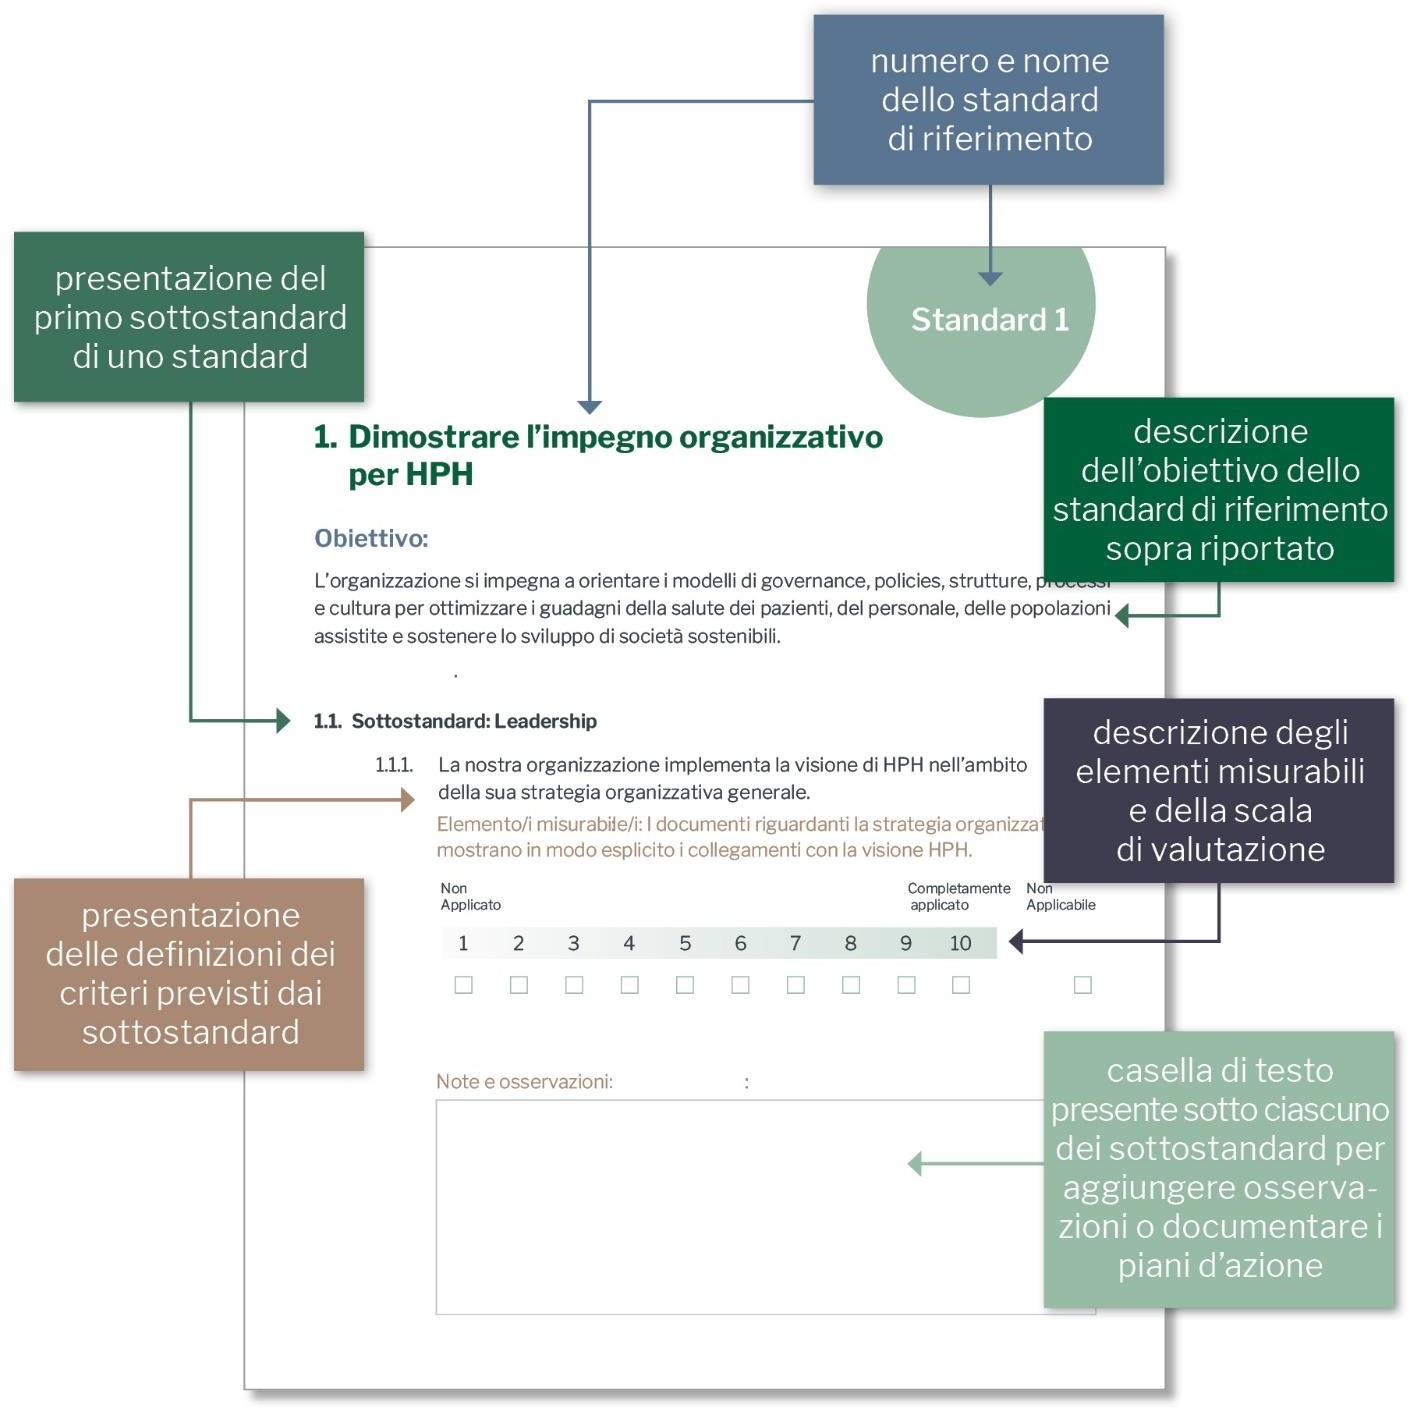 numero e nome
dello standard
di riferimento
presentazione del
primo sottostandard
di uno standard
Standard 1
1. Dimostrare l'impegno organizzativo
per HPH
descrizione
dell'obiettivo dello
standard di riferimento
sopra riportato
Obiettivo:
L'organizzazione si impegna a orientare i modelli di governance, policies, strutture, processi
e cultura per ottimizzare i guadagni della salute dei pazienti, del personale, delle popolazioni
assistite e sostenere lo sviluppo di società sostenibili.
.
1.1. Sottostandard: Leadership
1.1.1. La nostra organizzazione implementa la visione di HPH nell'ambito
della sua strategia organizzativa generale.
Elemento/i misurabile/i: I documenti riguardanti la strategia organizzat
mostrano in modo esplicito i collegamenti con la visione HPH.
descrizione degli
elementi misurabili
e della scala
di valutazione
presentazione
delle definizioni dei
criteri previsti dai
sottostandard
Non Completamente Non
Applicato applicato Applicabile
1 2 3 4 5 6 7 8 9 10
Note e osservazioni: :
casella di testo
presente sotto ciascuno
dei sottostandard per
aggiungere osserva-
zioni o documentare i
piani d'azione